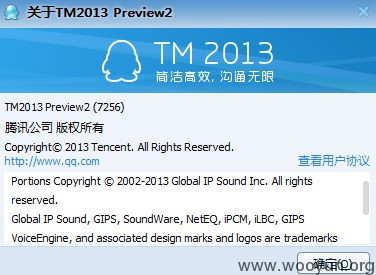 关于TM2013 Preview2
TM 2013
简洁高效，沟通无限
TM2013 Preview2 (7256)
腾讯公司 版权所有
Copyright© 2013 Tencent. All Rights Reserved.
http://www.qq.com 查看用户协议
Portions Copyright © 2002-2013 Global IP Sound Inc. All rights
reserved.
Global IP Sound, GIPS, SoundWare, NetEQ, iPCM, iLBC, GIPS
VoiceEngine, and associated design marks and logos are trademarks
确定(O)
www.wooyun.org